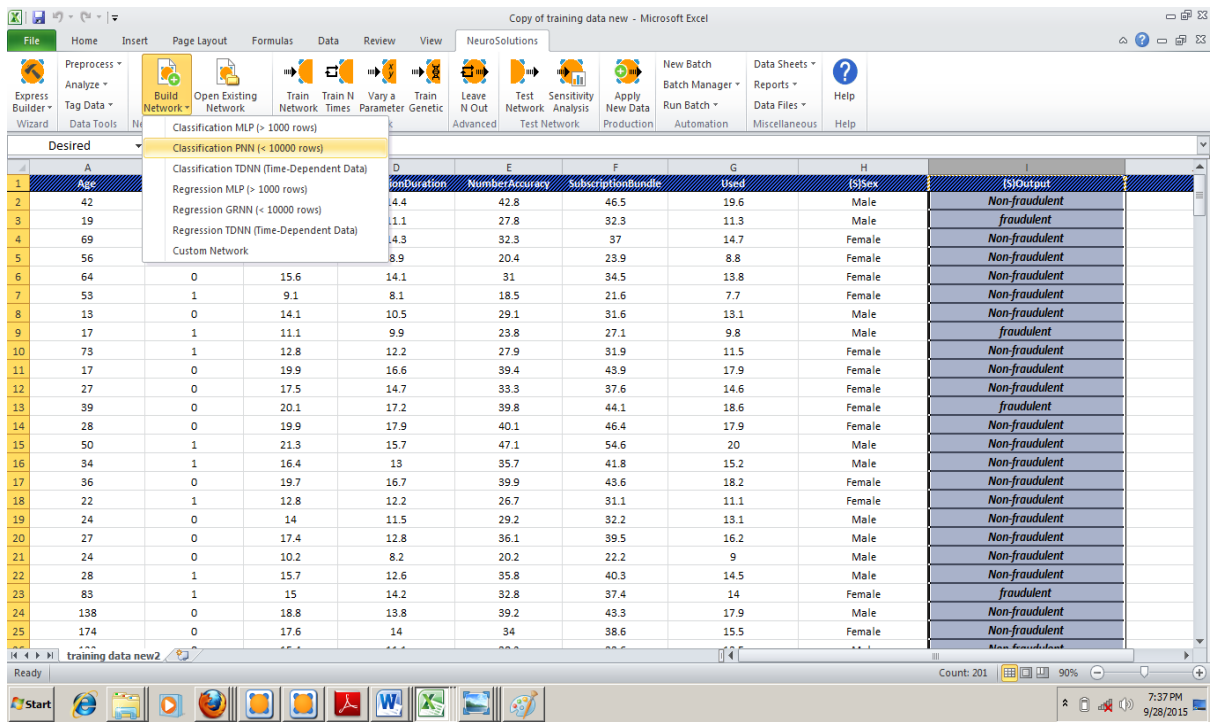 Copy of training data new - Microsoft Excel
File Home Insert Page Layout Formulas Data Review View NeuroSolutions
Preprocess
Analyze
Tag Data
Express Builder
Build Network
Open Existing Network
Train Network
Train N Times
Vary a Parameter
Train Genetic
Leave N Out
Test Network
Sensitivity Analysis
Apply New Data
New Batch
Batch Manager
Run Batch
Data Sheets
Reports
Data Files
Help
Wizard Data Tools Advanced Test Network Production Automation Miscellaneous Help
Desired
Classification MLP (> 1000 rows)
Classification PNN (< 10000 rows)
Classification TDNN (Time-Dependent Data)
Regression MLP (> 1000 rows)
Regression GRNN (< 10000 rows)
Regression TDNN (Time-Dependent Data)
Custom Network
A D E F G H I
1 Age ionDuration NumberAccuracy SubscriptionBundle Used (S)Sex (S)Output
2 42 14.4 42.8 46.5 19.6 Male Non-fraudulent
3 19 11.1 27.8 32.3 11.3 Male fraudulent
4 69 14.3 32.3 37 14.7 Female Non-fraudulent
5 56 8.9 20.4 23.9 8.8 Female Non-fraudulent
6 64 0 15.6 14.1 31 34.5 13.8 Female Non-fraudulent
7 53 1 9.1 8.1 18.5 21.6 7.7 Female Non-fraudulent
8 13 0 14.1 10.5 29.1 31.6 13.1 Male Non-fraudulent
9 17 1 11.1 9.9 23.8 27.1 9.8 Male fraudulent
10 73 1 12.8 12.2 27.9 31.9 11.5 Female Non-fraudulent
11 17 0 19.9 16.6 39.4 43.9 17.9 Female Non-fraudulent
12 27 0 17.5 14.7 33.3 37.6 14.6 Female Non-fraudulent
13 39 0 20.1 17.2 39.8 44.1 18.6 Female fraudulent
14 28 0 19.9 17.9 40.1 46.4 17.9 Female Non-fraudulent
15 50 1 21.3 15.7 47.1 54.6 20 Male Non-fraudulent
16 34 1 16.4 13 35.7 41.8 15.2 Male Non-fraudulent
17 36 0 19.7 16.7 39.9 43.6 18.2 Female Non-fraudulent
18 22 1 12.8 12.2 26.7 31.1 11.1 Female Non-fraudulent
19 24 0 14 11.5 29.2 32.2 13.1 Male Non-fraudulent
20 27 0 17.4 12.8 36.1 39.5 16.2 Male Non-fraudulent
21 24 0 10.2 8.2 20.2 22.2 9 Male Non-fraudulent
22 28 1 15.7 12.6 35.8 40.3 14.5 Male Non-fraudulent
23 83 1 15 14.2 32.8 37.4 14 Female fraudulent
24 138 0 18.8 13.8 39.2 43.3 17.9 Male Non-fraudulent
25 174 0 17.6 14 34 38.6 15.5 Female Non-fraudulent
training data new2
Ready Count: 201 90%
Start 7:37 PM
9/28/2015